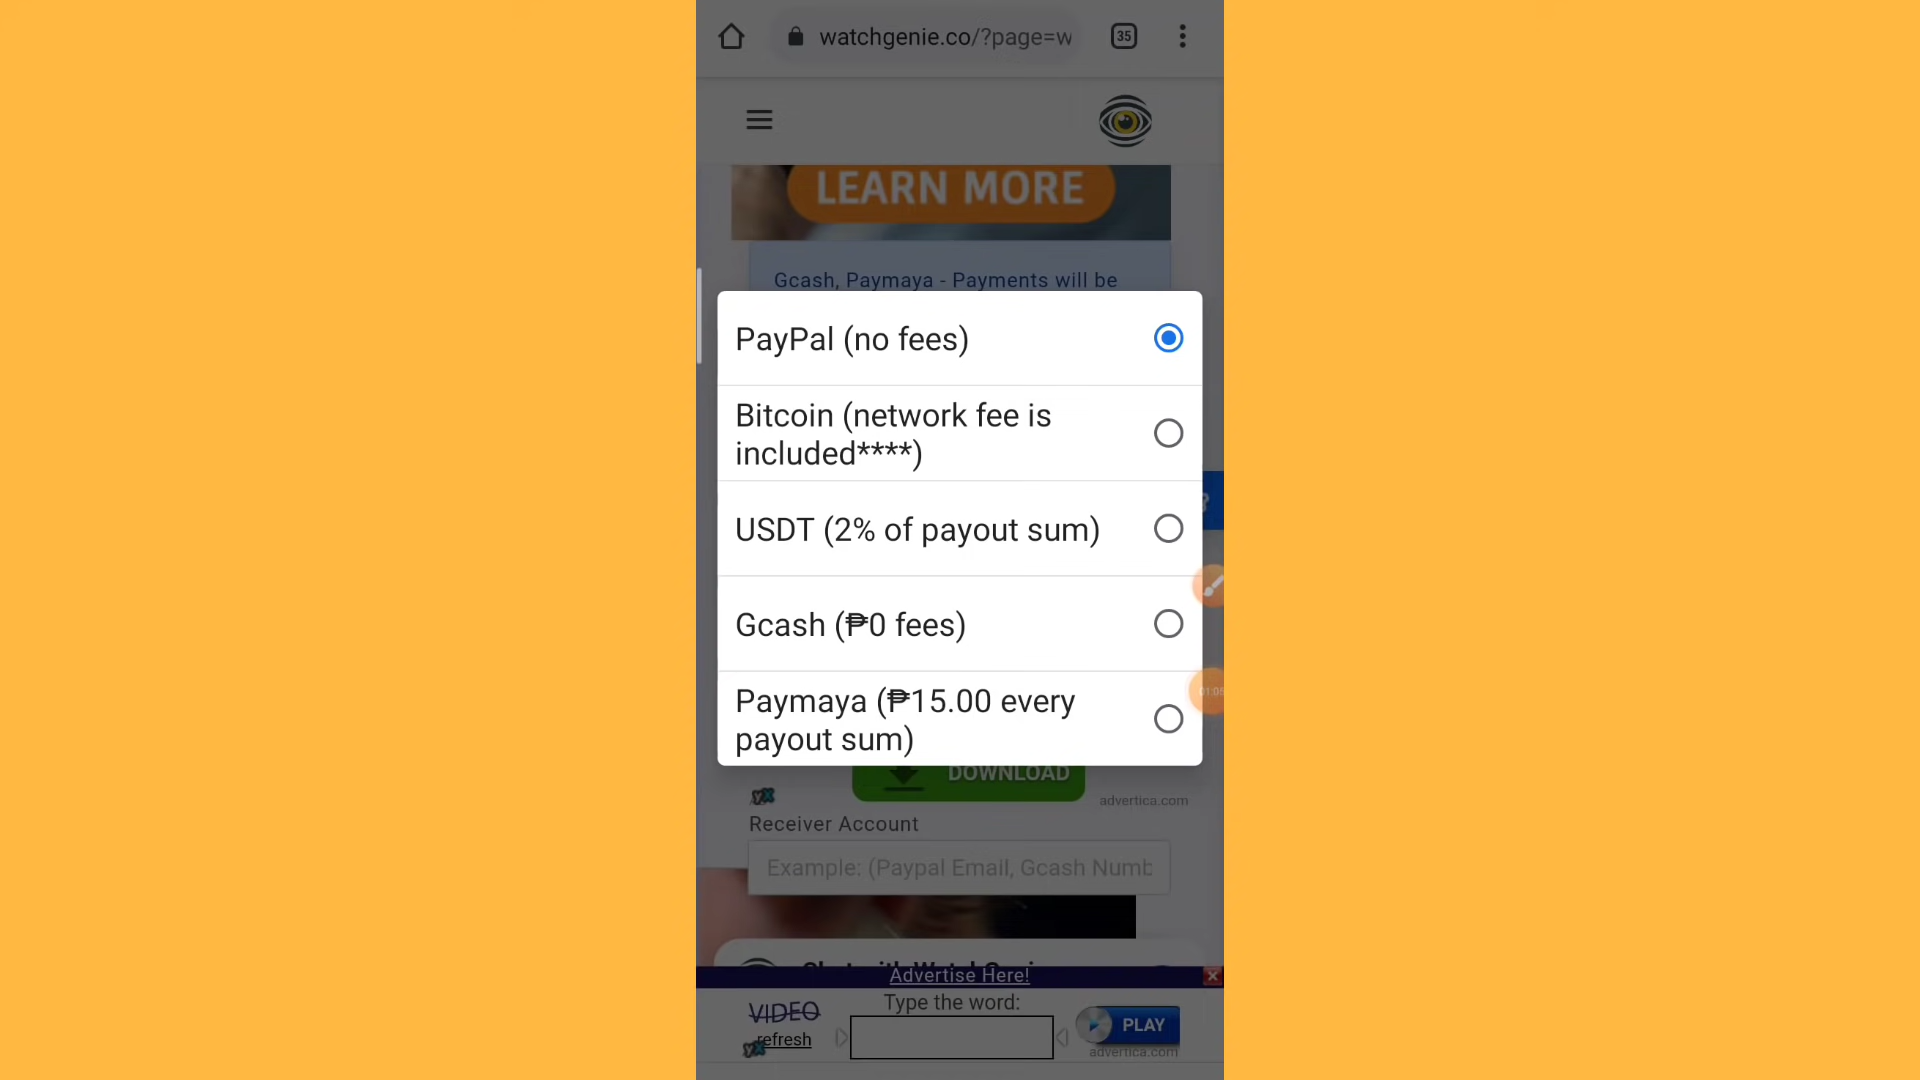 watchgenie.co/?page=w
35
LEARN MORE
Gcash, Paymaya - Payments will be
PayPal (no fees)
Bitcoin (network fee is
included****)
USDT (2% of payout sum)
Gcash (₱0 fees)
Paymaya (₱15.00 every
payout sum)
01:05
DOWNLOAD
advertica.com
Receiver Account
Example: (Paypal Email, Gcash Numb
Advertise Here!
Type the word:
VIDEO
refresh
PLAY
advertica.com